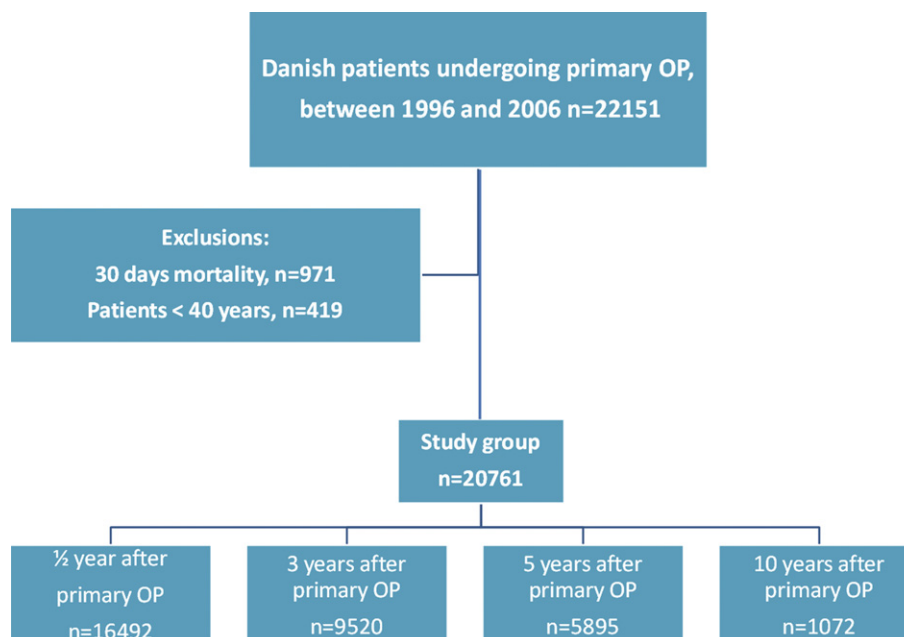 Danish patients undergoing primary OP,
between 1996 and 2006 n=22151
Exclusions:
30 days mortality, n=971
Patients < 40 years, n=419
Study group
n=20761
½ year after
primary OP
n=16492
3 years after
primary OP
n=9520
5 years after
primary OP
n=5895
10 years after
primary OP
n=1072